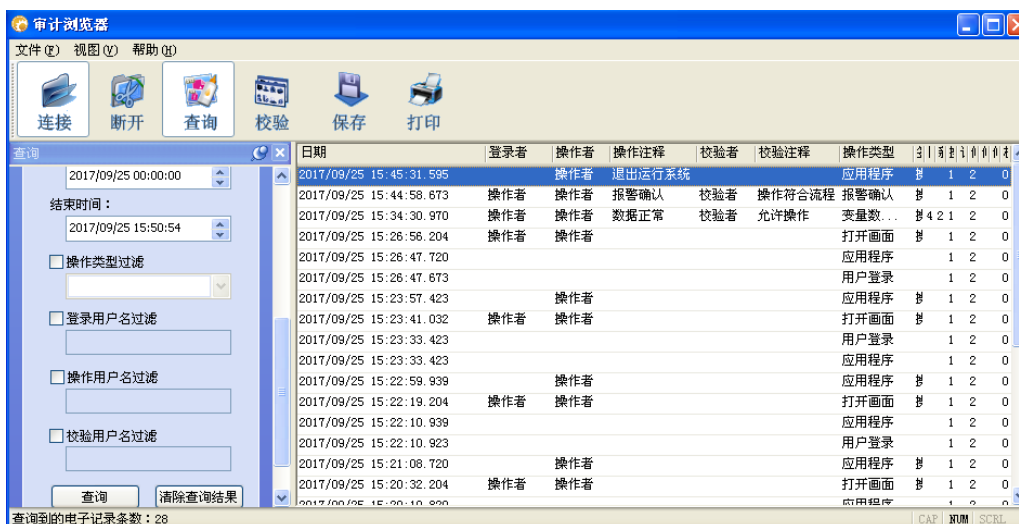 审计浏览器
文件(F) 视图(V) 帮助(H)
连接 断开 查询 校验 保存 打印
查询
2017/09/25 00:00:00
结束时间：
2017/09/25 15:50:54
操作类型过滤
登录用户名过滤
操作用户名过滤
校验用户名过滤
查询 清除查询结果
日期 登录者 操作者 操作注释 校验者 校验注释 操作类型
2017/09/25 15:45:31.595 操作者 退出运行系统 应用程序 1 2 0
2017/09/25 15:44:58.673 操作者 操作者 报警确认 校验者 操作符合流程 报警确认 1 2 0
2017/09/25 15:34:30.970 操作者 操作者 数据正常 校验者 允许操作 变量数... 4 2 1 2 0
2017/09/25 15:26:56.204 操作者 操作者 打开画面 1 2 0
2017/09/25 15:26:47.720 应用程序 1 2 0
2017/09/25 15:26:47.673 用户登录 1 2 0
2017/09/25 15:23:57.423 操作者 应用程序 1 2 0
2017/09/25 15:23:41.032 操作者 操作者 打开画面 1 2 0
2017/09/25 15:23:33.423 用户登录 1 2 0
2017/09/25 15:23:33.423 应用程序 1 2 0
2017/09/25 15:22:59.939 操作者 应用程序 1 2 0
2017/09/25 15:22:19.204 操作者 操作者 打开画面 1 2 0
2017/09/25 15:22:10.939 应用程序 1 2 0
2017/09/25 15:22:10.923 用户登录 1 2 0
2017/09/25 15:21:08.720 操作者 应用程序 1 2 0
2017/09/25 15:20:32.204 操作者 操作者 打开画面 1 2 0
查询到的电子记录条数：28
CAP NUM SCRL